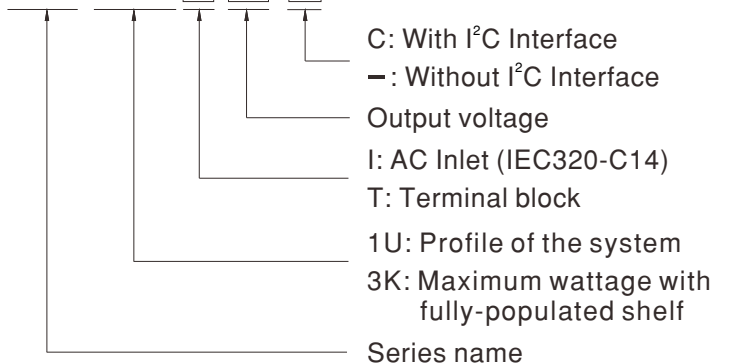 C: With I²C Interface
–: Without I²C Interface
Output voltage
I: AC Inlet (IEC320-C14)
T: Terminal block
1U: Profile of the system
3K: Maximum wattage with
fully-populated shelf
Series name